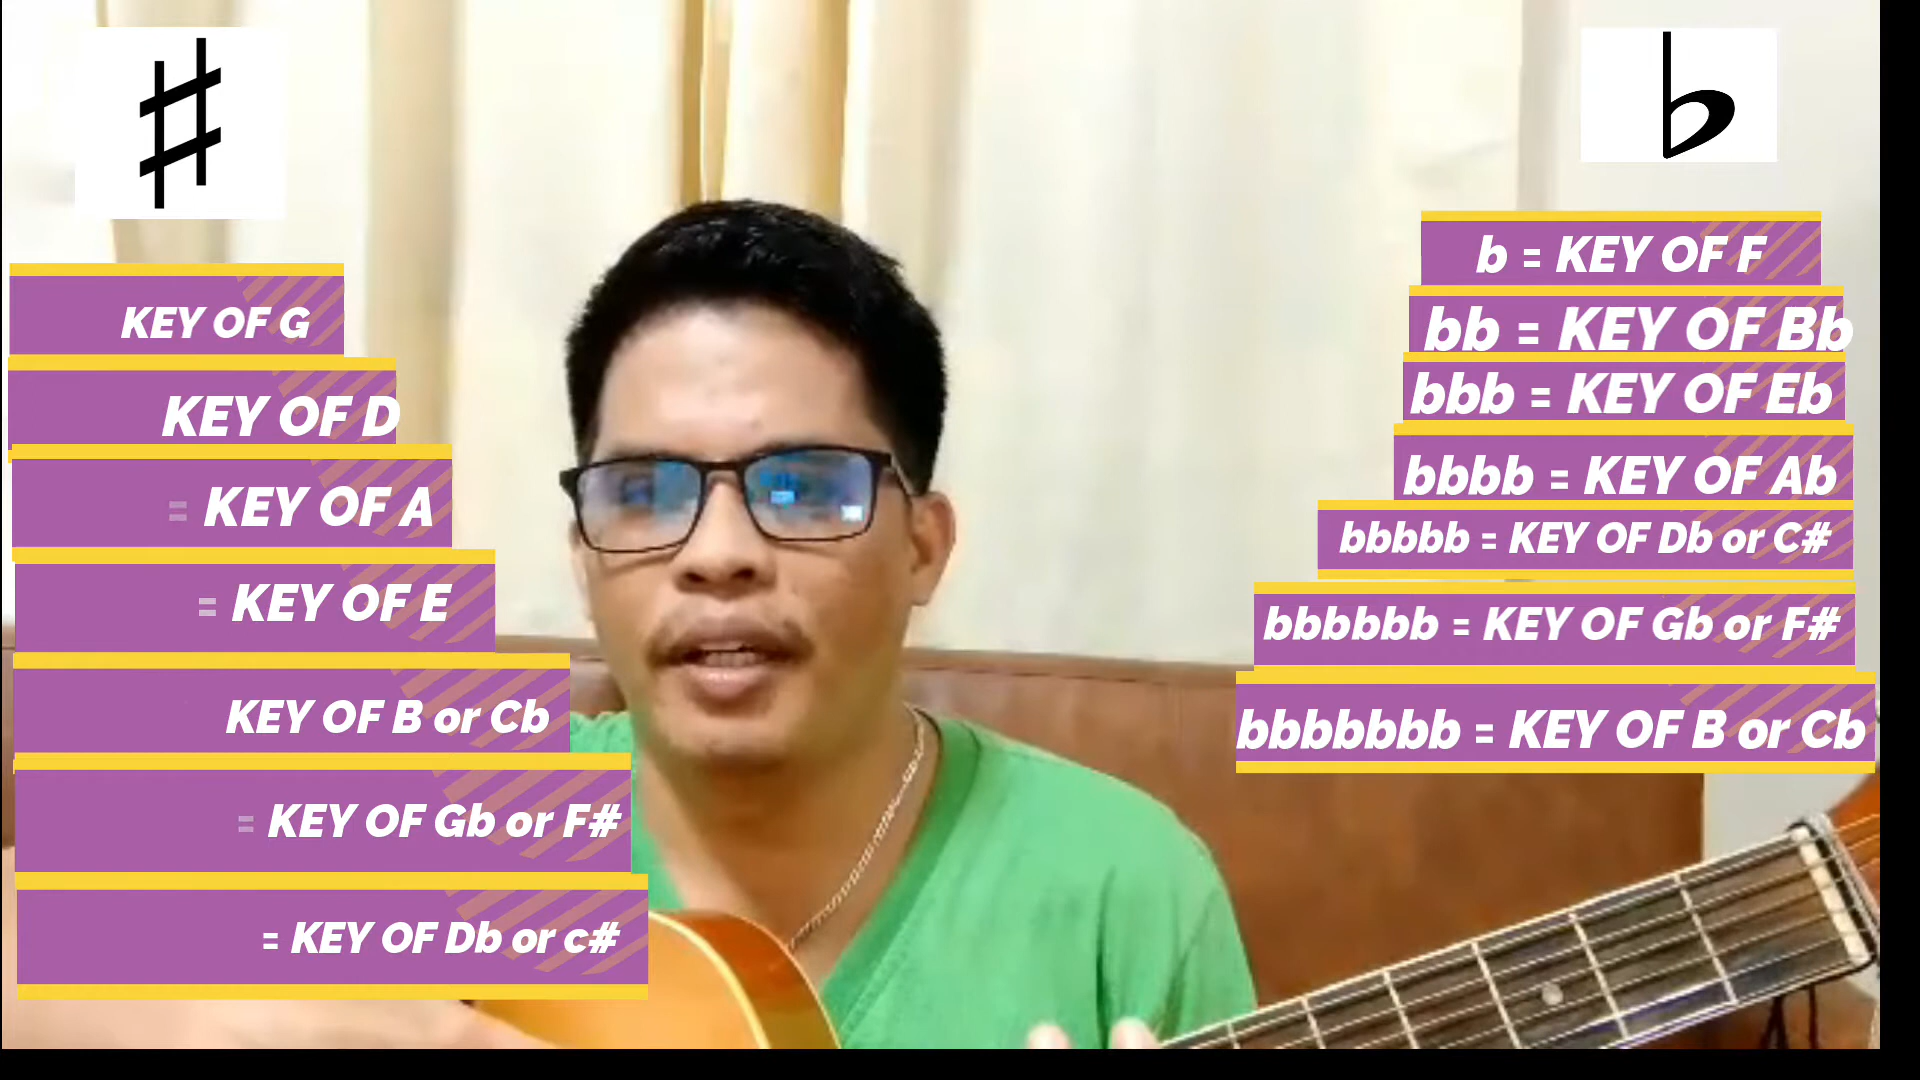 ♯
KEY OF G
KEY OF D
= KEY OF A
= KEY OF E
KEY OF B or Cb
= KEY OF Gb or F#
= KEY OF Db or c#
♭
b = KEY OF F
bb = KEY OF Bb
bbb = KEY OF Eb
bbbb = KEY OF Ab
bbbbb = KEY OF Db or C#
bbbbbb = KEY OF Gb or F#
bbbbbbb = KEY OF B or Cb